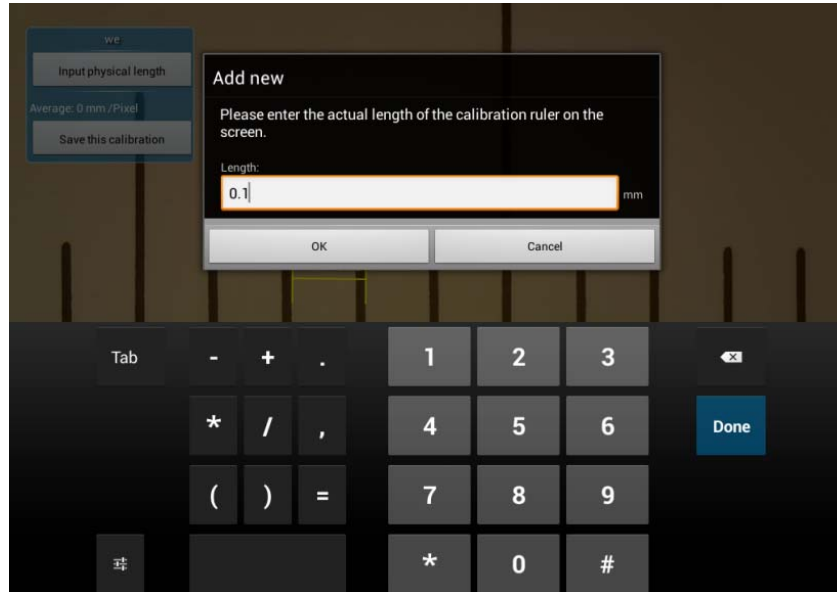 we
Input physical length
Average: 0 mm /Pixel
Save this calibration
Add new
Please enter the actual length of the calibration ruler on the
screen.
Length:
0.1
mm
OK
Cancel
Tab - + . 1 2 3
* / , 4 5 6 Done
( ) = 7 8 9
* 0 #